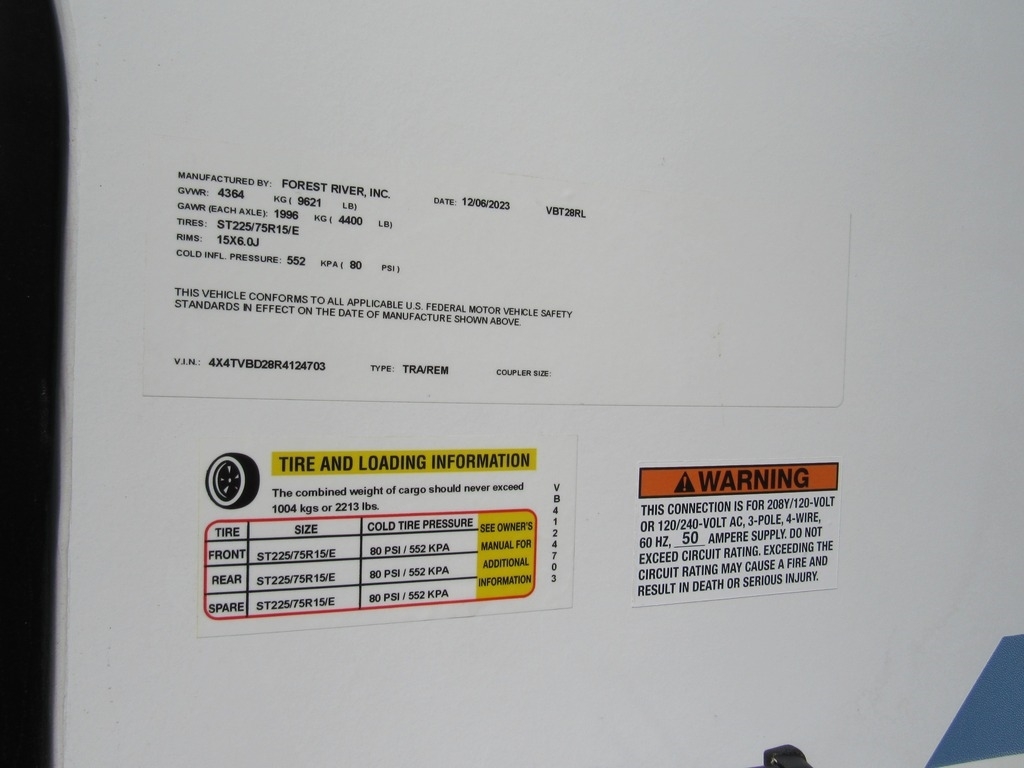 MANUFACTURED BY: FOREST RIVER, INC.
DATE: 12/06/2023 VBT28RL
GVWR: 4364 KG ( 9621 LB)
GAWR (EACH AXLE): 1996 KG ( 4400 LB)
TIRES: ST225/75R15/E
RIMS: 15X6.0J
COLD INFL. PRESSURE: 552 KPA ( 80 PSI )
THIS VEHICLE CONFORMS TO ALL APPLICABLE U.S. FEDERAL MOTOR VEHICLE SAFETY
STANDARDS IN EFFECT ON THE DATE OF MANUFACTURE SHOWN ABOVE.
V.I.N.: 4X4TVBD28R4124703 TYPE: TRA/REM COUPLER SIZE:
TIRE AND LOADING INFORMATION
The combined weight of cargo should never exceed
1004 kgs or 2213 lbs.
TIRE SIZE COLD TIRE PRESSURE
FRONT ST225/75R15/E 80 PSI / 552 KPA
REAR ST225/75R15/E 80 PSI / 552 KPA
SPARE ST225/75R15/E 80 PSI / 552 KPA
SEE OWNER'S
MANUAL FOR
ADDITIONAL
INFORMATION
VB4124703
WARNING
THIS CONNECTION IS FOR 208Y/120-VOLT
OR 120/240-VOLT AC, 3-POLE, 4-WIRE,
60 HZ, 50 AMPERE SUPPLY. DO NOT
EXCEED CIRCUIT RATING. EXCEEDING THE
CIRCUIT RATING MAY CAUSE A FIRE AND
RESULT IN DEATH OR SERIOUS INJURY.